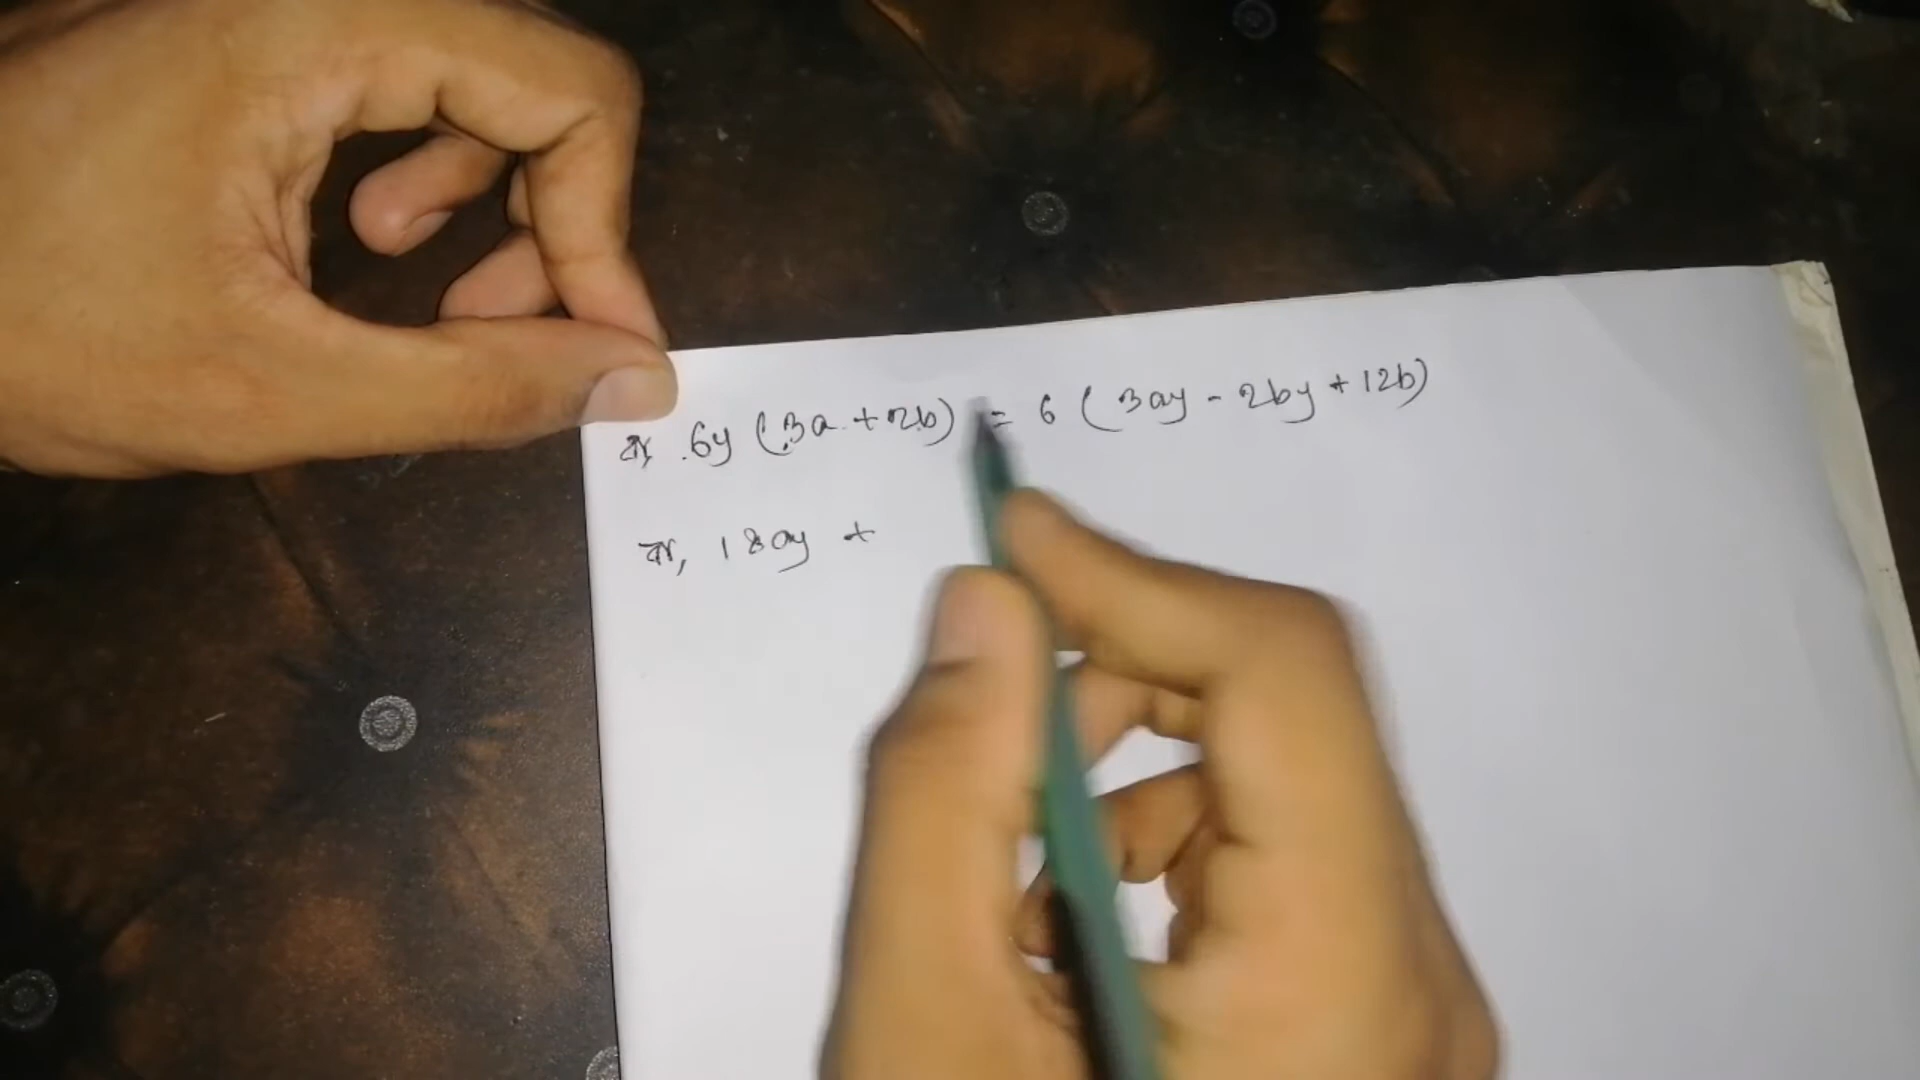 বা, 6y (3a + 2b) = 6 (3ay - 2by + 12b)
বা, 18ay +